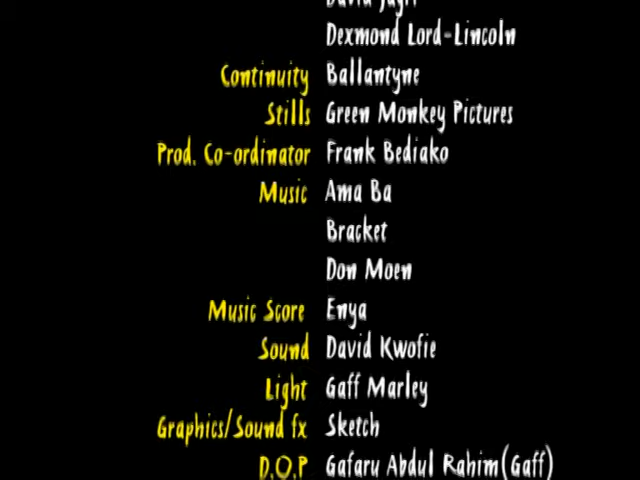 Dexmond Lord-Lincoln
Continuity Ballantyne
Stills Green Monkey Pictures
Prod. Co-ordinator Frank Bediako
Music Ama Ba
Bracket
Don Moen
Music Score Enya
Sound David Kwofie
Light Gaff Marley
Graphics/Sound fx Sketch
D.O.P Gafaru Abdul Rahim(Gaff)